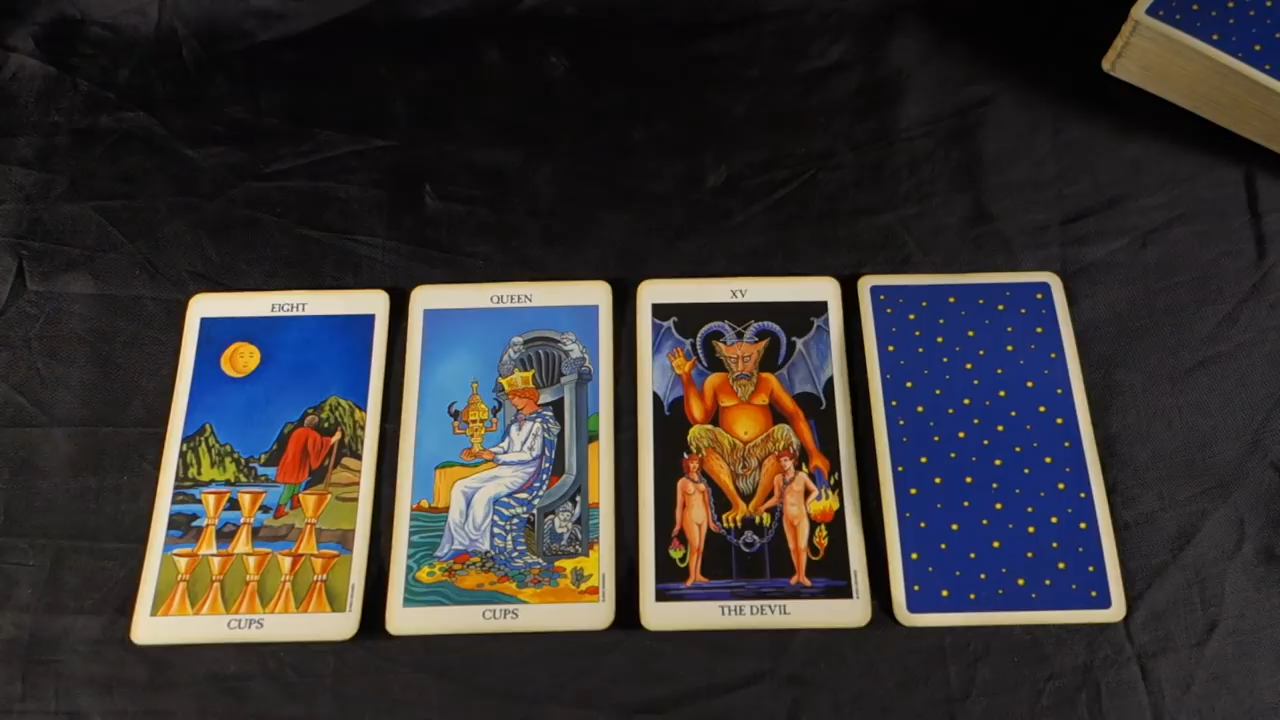 EIGHT
CUPS
QUEEN
CUPS
XV
THE DEVIL